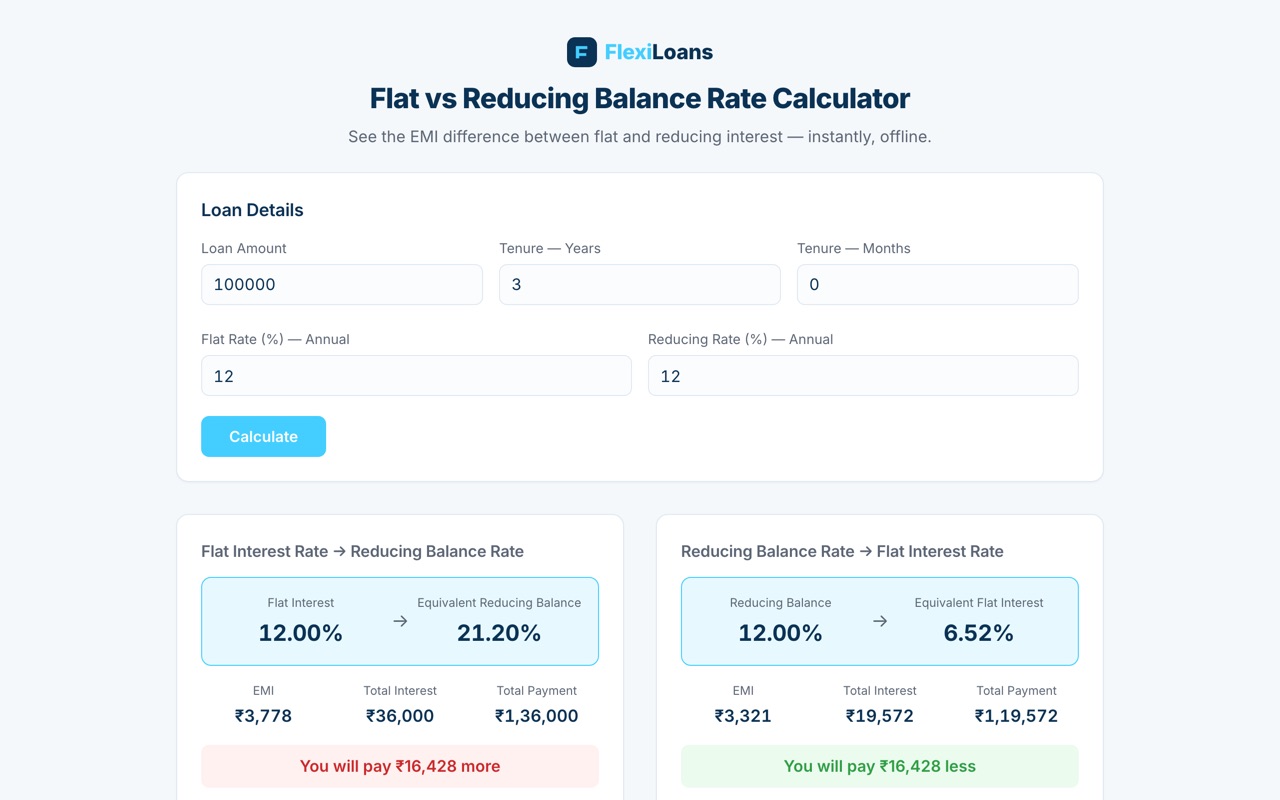 FlexiLoans
Flat vs Reducing Balance Rate Calculator
See the EMI difference between flat and reducing interest — instantly, offline.
Loan Details
Loan Amount
100000
Tenure — Years
3
Tenure — Months
0
Flat Rate (%) — Annual
12
Reducing Rate (%) — Annual
12
Calculate
Flat Interest Rate → Reducing Balance Rate
Flat Interest
12.00%
→
Equivalent Reducing Balance
21.20%
EMI
₹3,778
Total Interest
₹36,000
Total Payment
₹1,36,000
You will pay ₹16,428 more
Reducing Balance Rate → Flat Interest Rate
Reducing Balance
12.00%
→
Equivalent Flat Interest
6.52%
EMI
₹3,321
Total Interest
₹19,572
Total Payment
₹1,19,572
You will pay ₹16,428 less